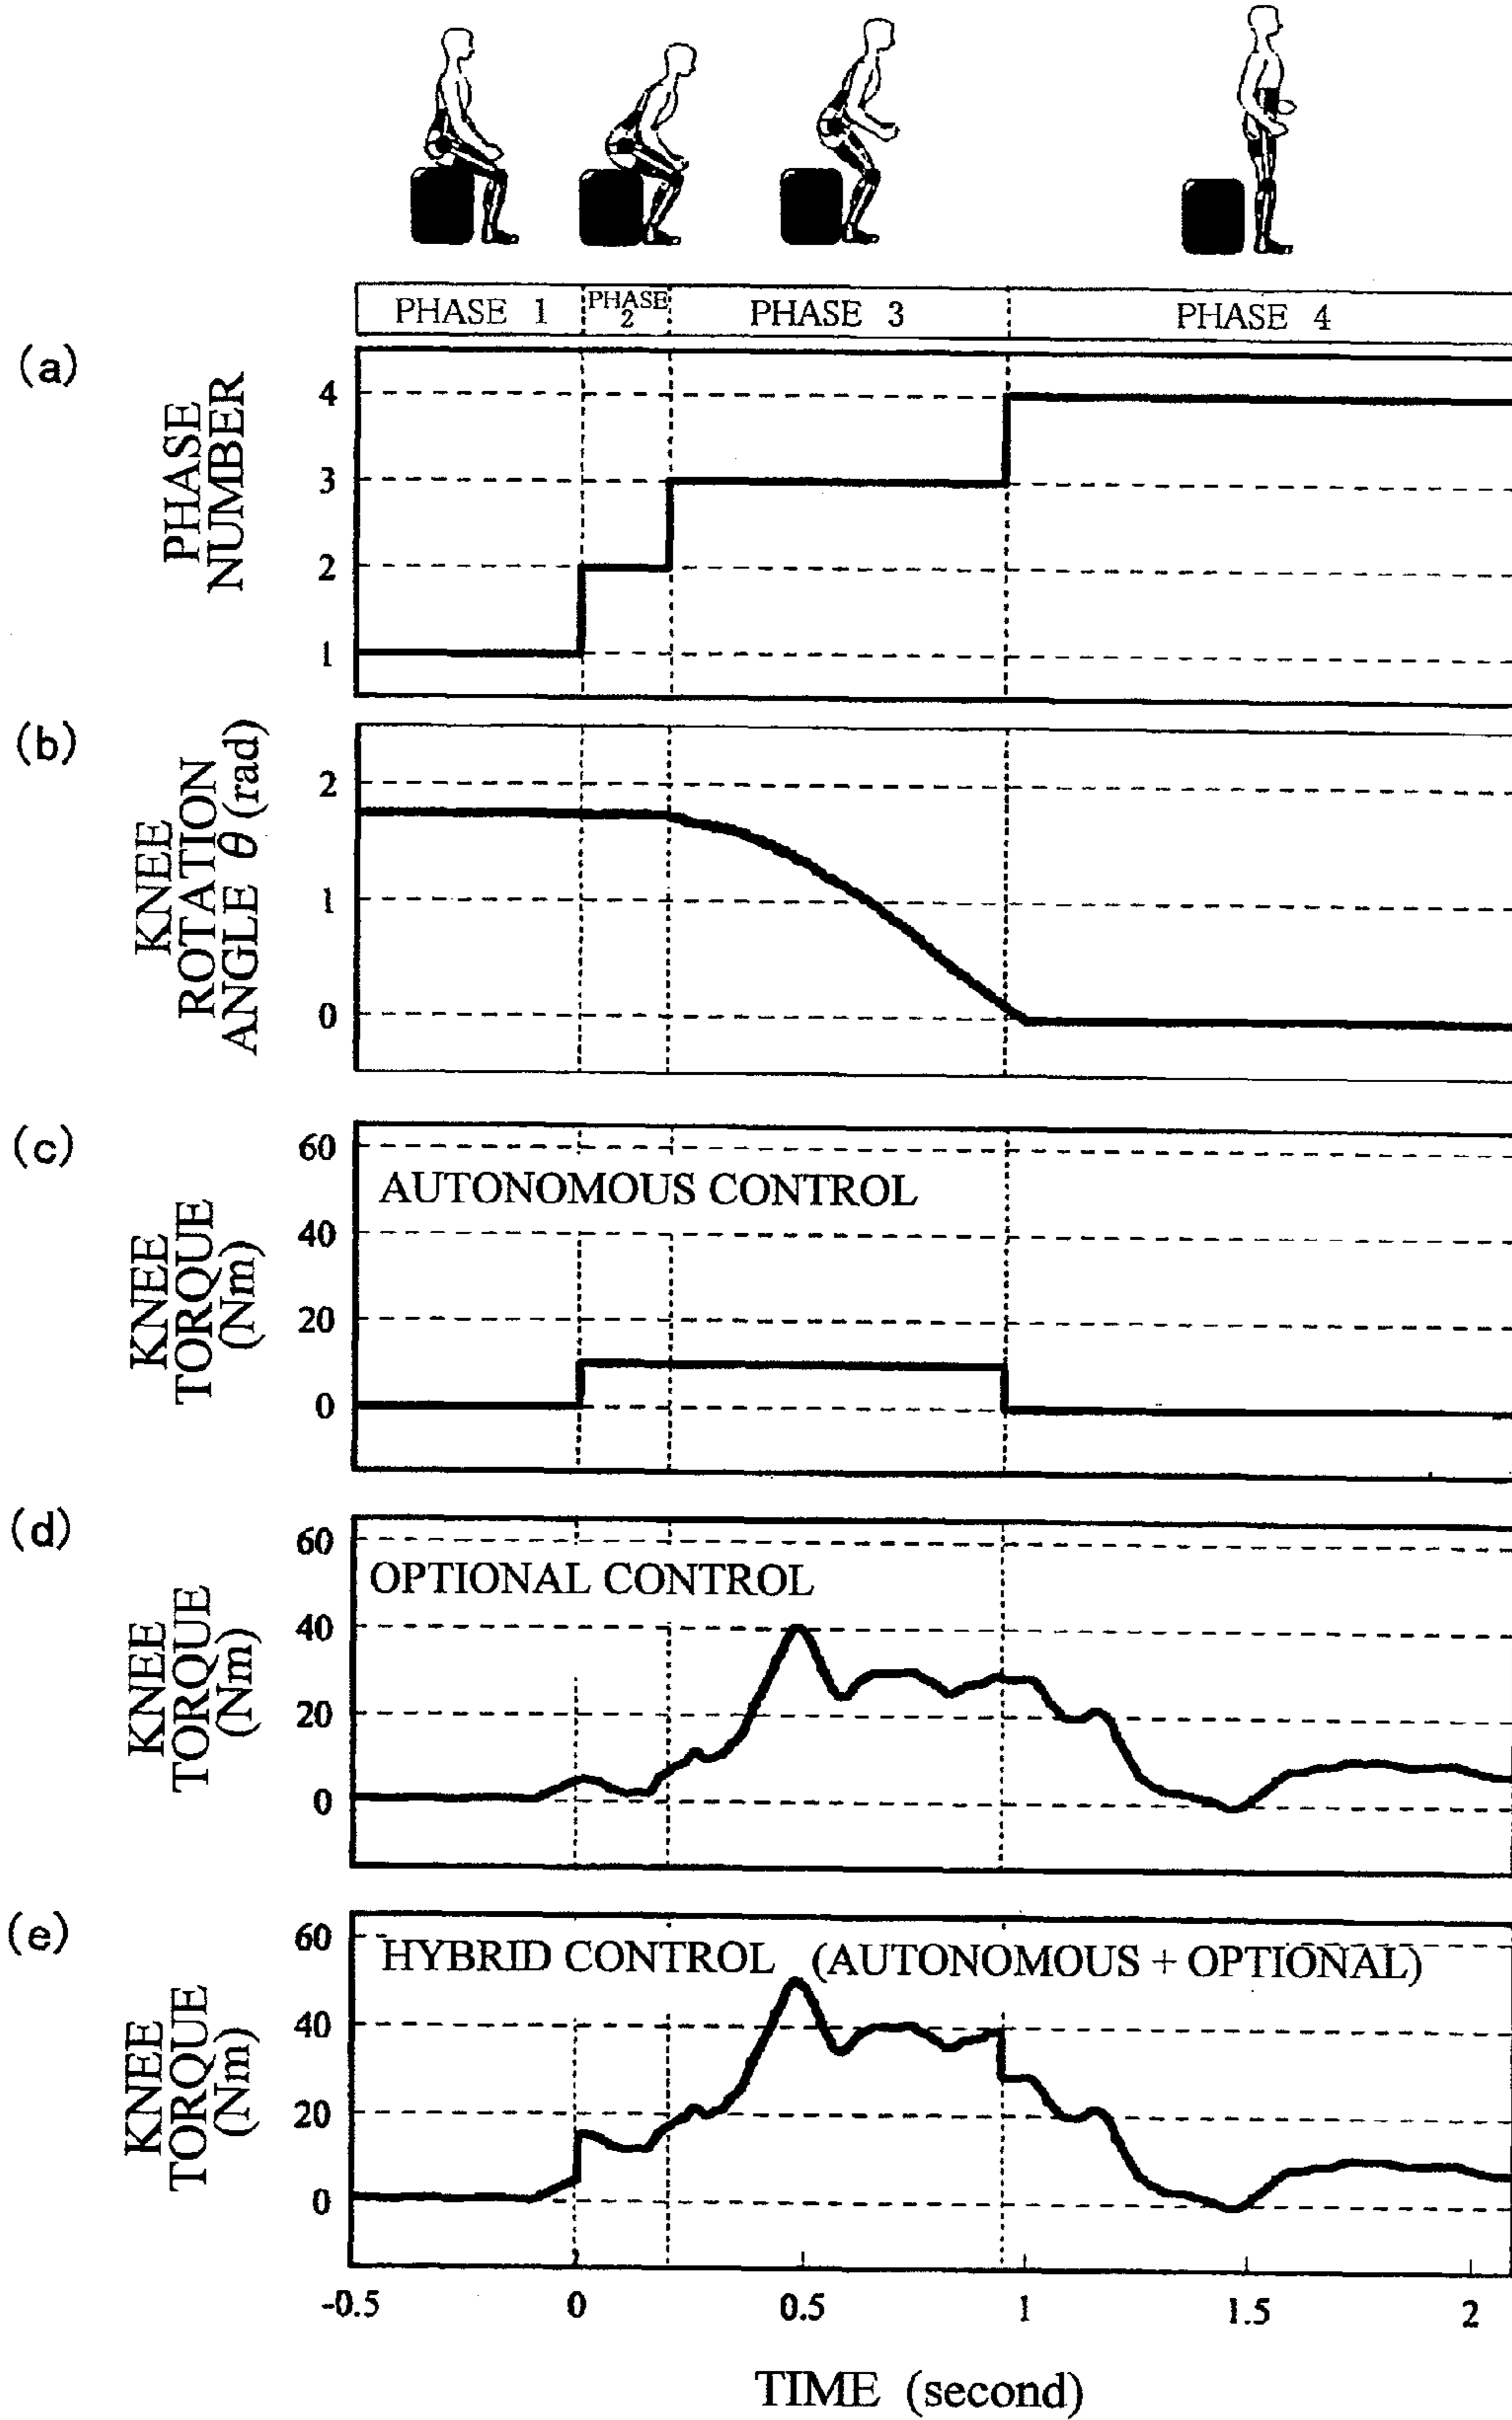 PHASE 1
PHASE
2
PHASE 3
PHASE 4
(a)
PHASE
NUMBER
4
3
2
1
(b)
KNEE
ROTATION
ANGLE θ (rad)
2
1
0
(c)
KNEE
TORQUE
(Nm)
60
40
20
0
AUTONOMOUS CONTROL
(d)
KNEE
TORQUE
(Nm)
60
40
20
0
OPTIONAL CONTROL
(e)
KNEE
TORQUE
(Nm)
60
40
20
0
HYBRID CONTROL (AUTONOMOUS + OPTIONAL)
-0.5 0 0.5 1 1.5 2
TIME (second)